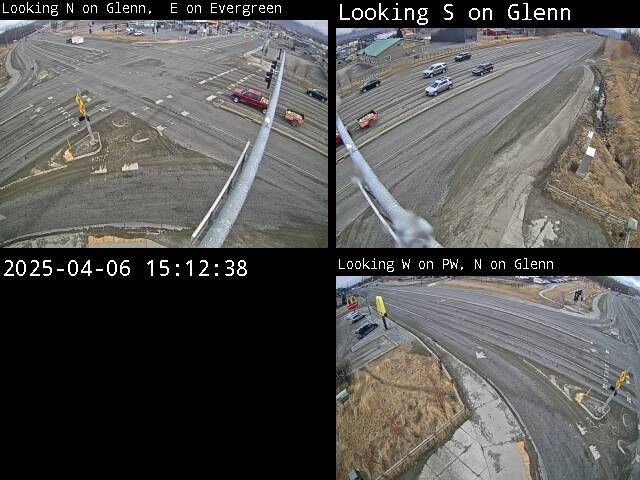 Looking N on Glenn, E on Evergreen
Looking S on Glenn
2025-04-06 15:12:38
Looking W on PW, N on Glenn